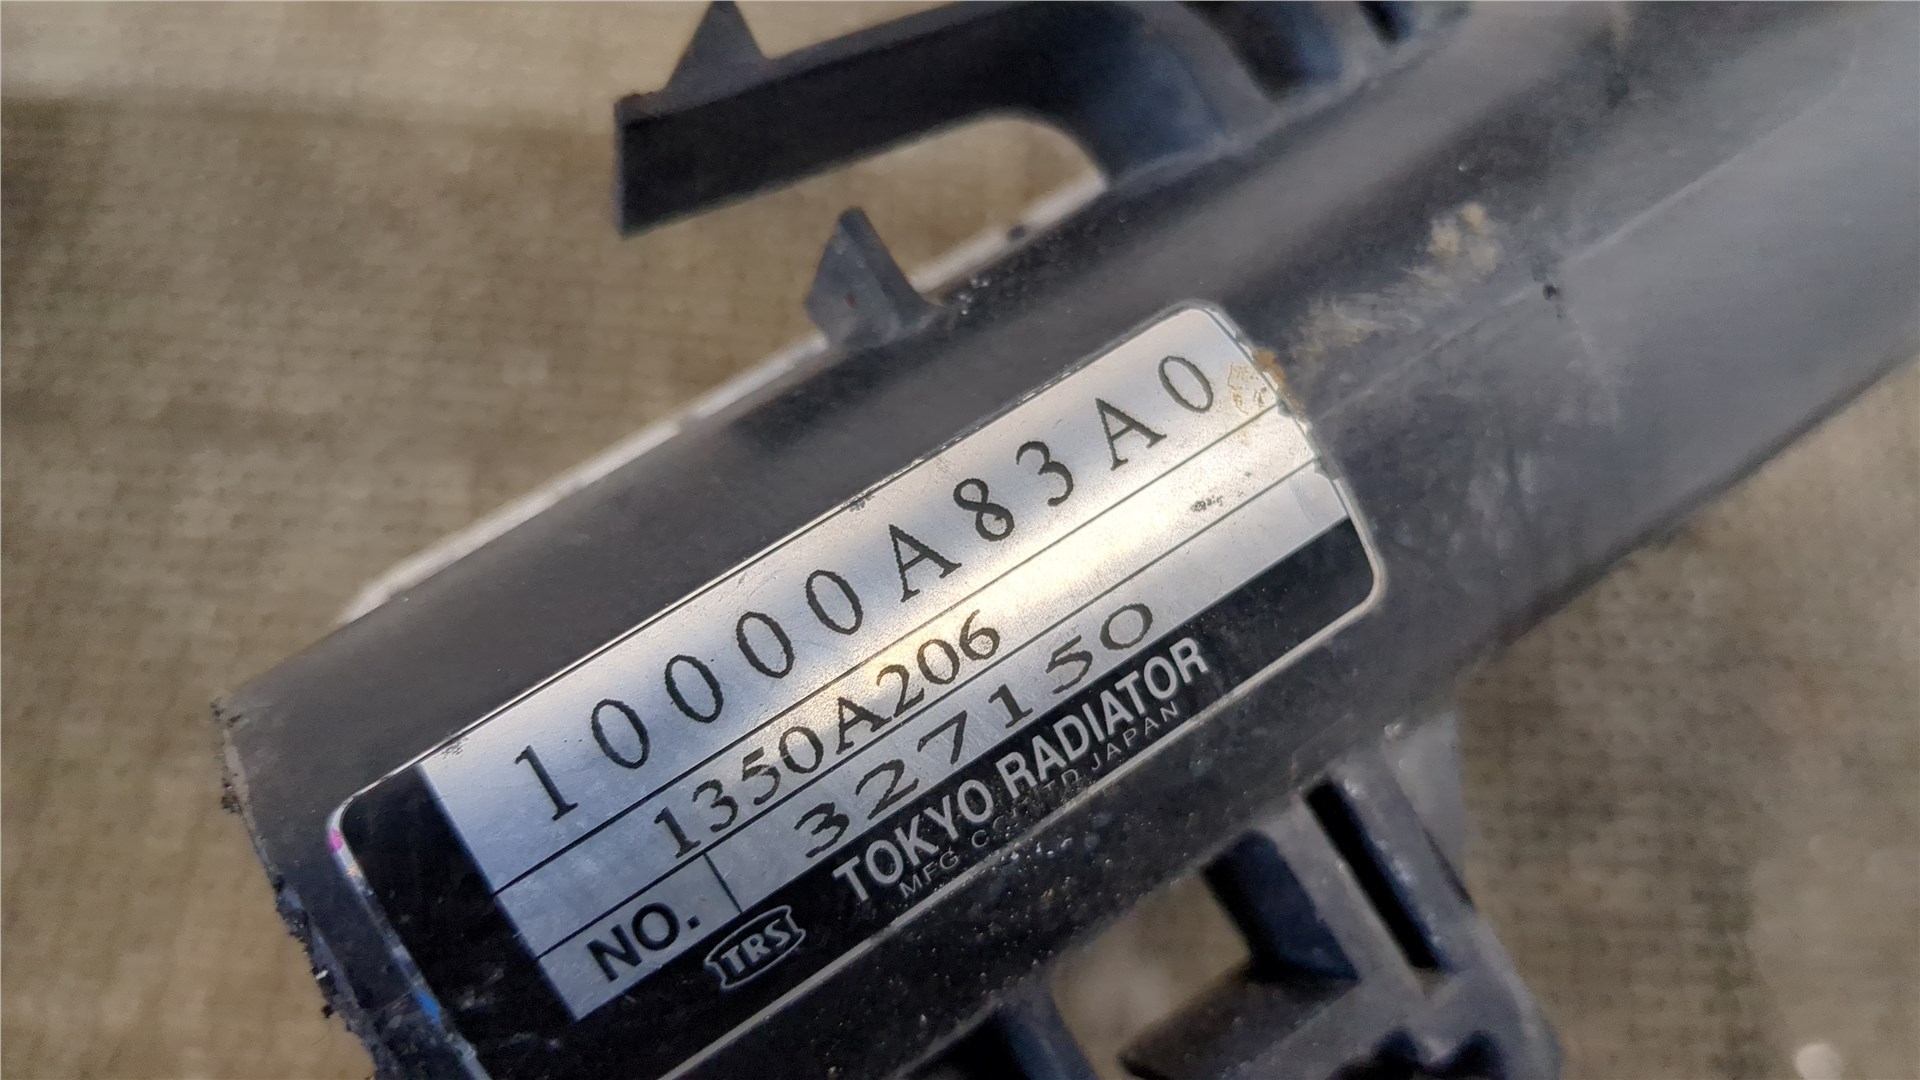 10000A83A0
1350A206
NO. 327150
TRS TOKYO RADIATOR
MFG CO LTD JAPAN